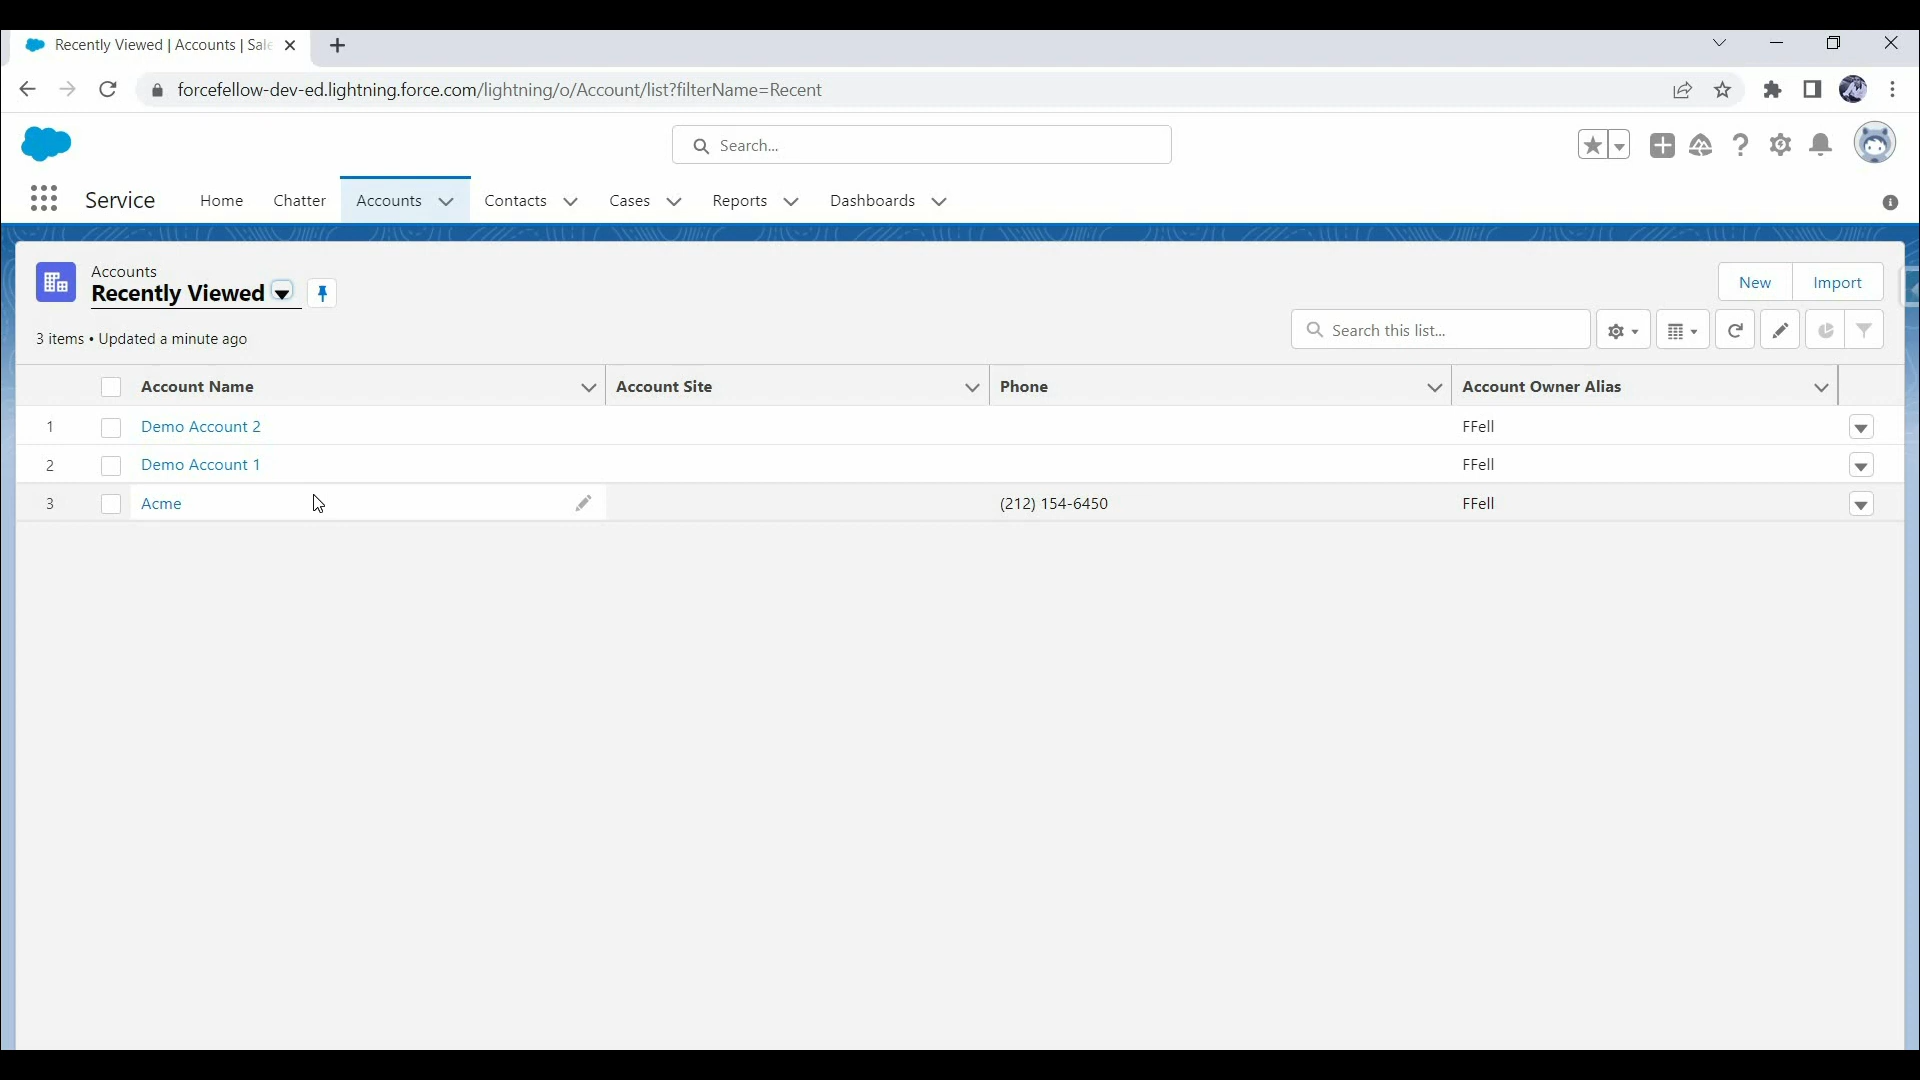 Recently Viewed | Accounts | Sale
forcefellow-dev-ed.lightning.force.com/lightning/o/Account/list?filterName=Recent
Search...
Service Home Chatter Accounts Contacts Cases Reports Dashboards
Accounts
Recently Viewed
New Import
3 items • Updated a minute ago
Search this list...
Account Name Account Site Phone Account Owner Alias
1 Demo Account 2 FFell
2 Demo Account 1 FFell
3 Acme (212) 154-6450 FFell